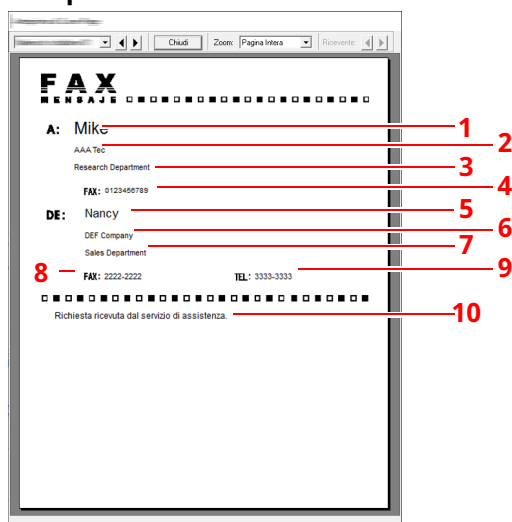 Chiudi Zoom: Pagina Intera Ricevente:
FAX
MENSAJE
A: Mike 1
AAA Tec 2
Research Department 3
FAX: 0123456789 4
DE: Nancy 5
DEF Company 6
Sales Department 7
8 FAX: 2222-2222 TEL: 3333-3333 9
Richiesta ricevuta dal servizio di assistenza. 10